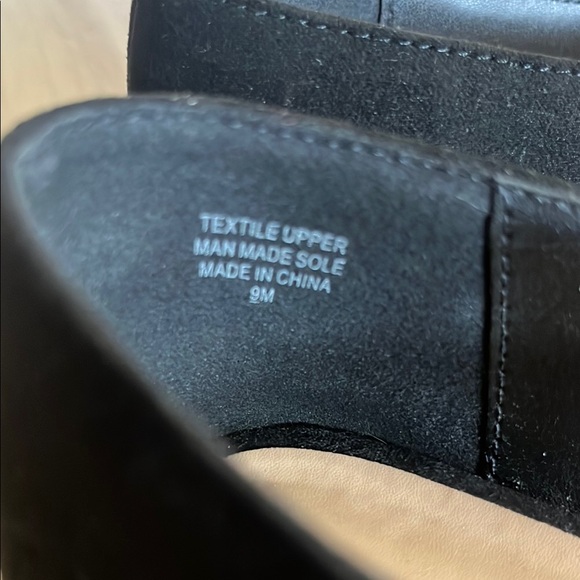 TEXTILE UPPER
MAN MADE SOLE
MADE IN CHINA
9M